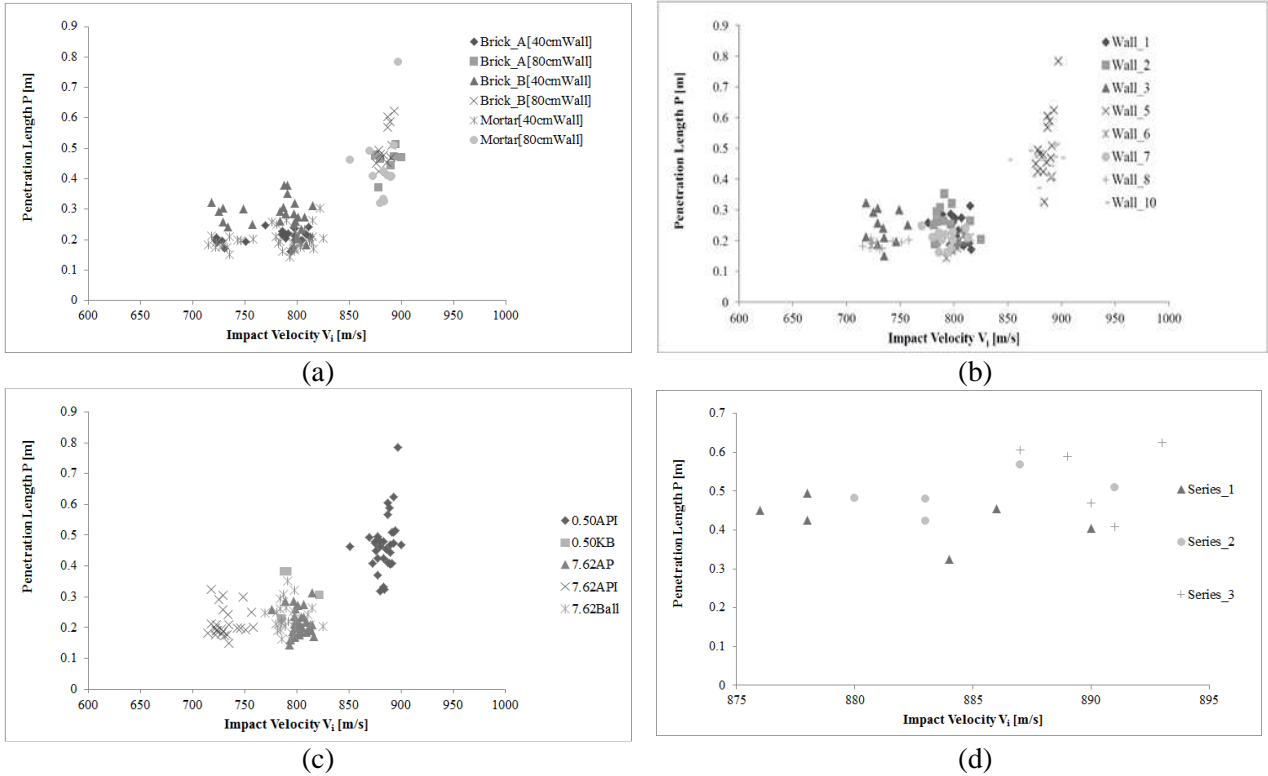 0.9
0.8
0.7
0.6
0.5
0.4
0.3
0.2
0.1
0
Penetration Length P [m]
600 650 700 750 800 850 900 950 1000
Impact Velocity Vi [m/s]
Brick_A[40cmWall]
Brick_A[80cmWall]
Brick_B[40cmWall]
Brick_B[80cmWall]
Mortar[40cmWall]
Mortar[80cmWall]
(a)
0.9
0.8
0.7
0.6
0.5
0.4
0.3
0.2
0.1
0
Penetration Length P [m]
600 650 700 750 800 850 900 950 1000
Impact Velocity Vi [m/s]
Wall_1
Wall_2
Wall_3
Wall_5
Wall_6
Wall_7
Wall_8
Wall_10
(b)
0.9
0.8
0.7
0.6
0.5
0.4
0.3
0.2
0.1
0
Penetration Length P [m]
600 650 700 750 800 850 900 950 1000
Impact Velocity Vi [m/s]
0.50API
0.50KB
7.62AP
7.62API
7.62Ball
(c)
0.7
0.6
0.5
0.4
0.3
0.2
0.1
0
Penetration Length P [m]
875 880 885 890 895
Impact Velocity Vi [m/s]
Series_1
Series_2
Series_3
(d)